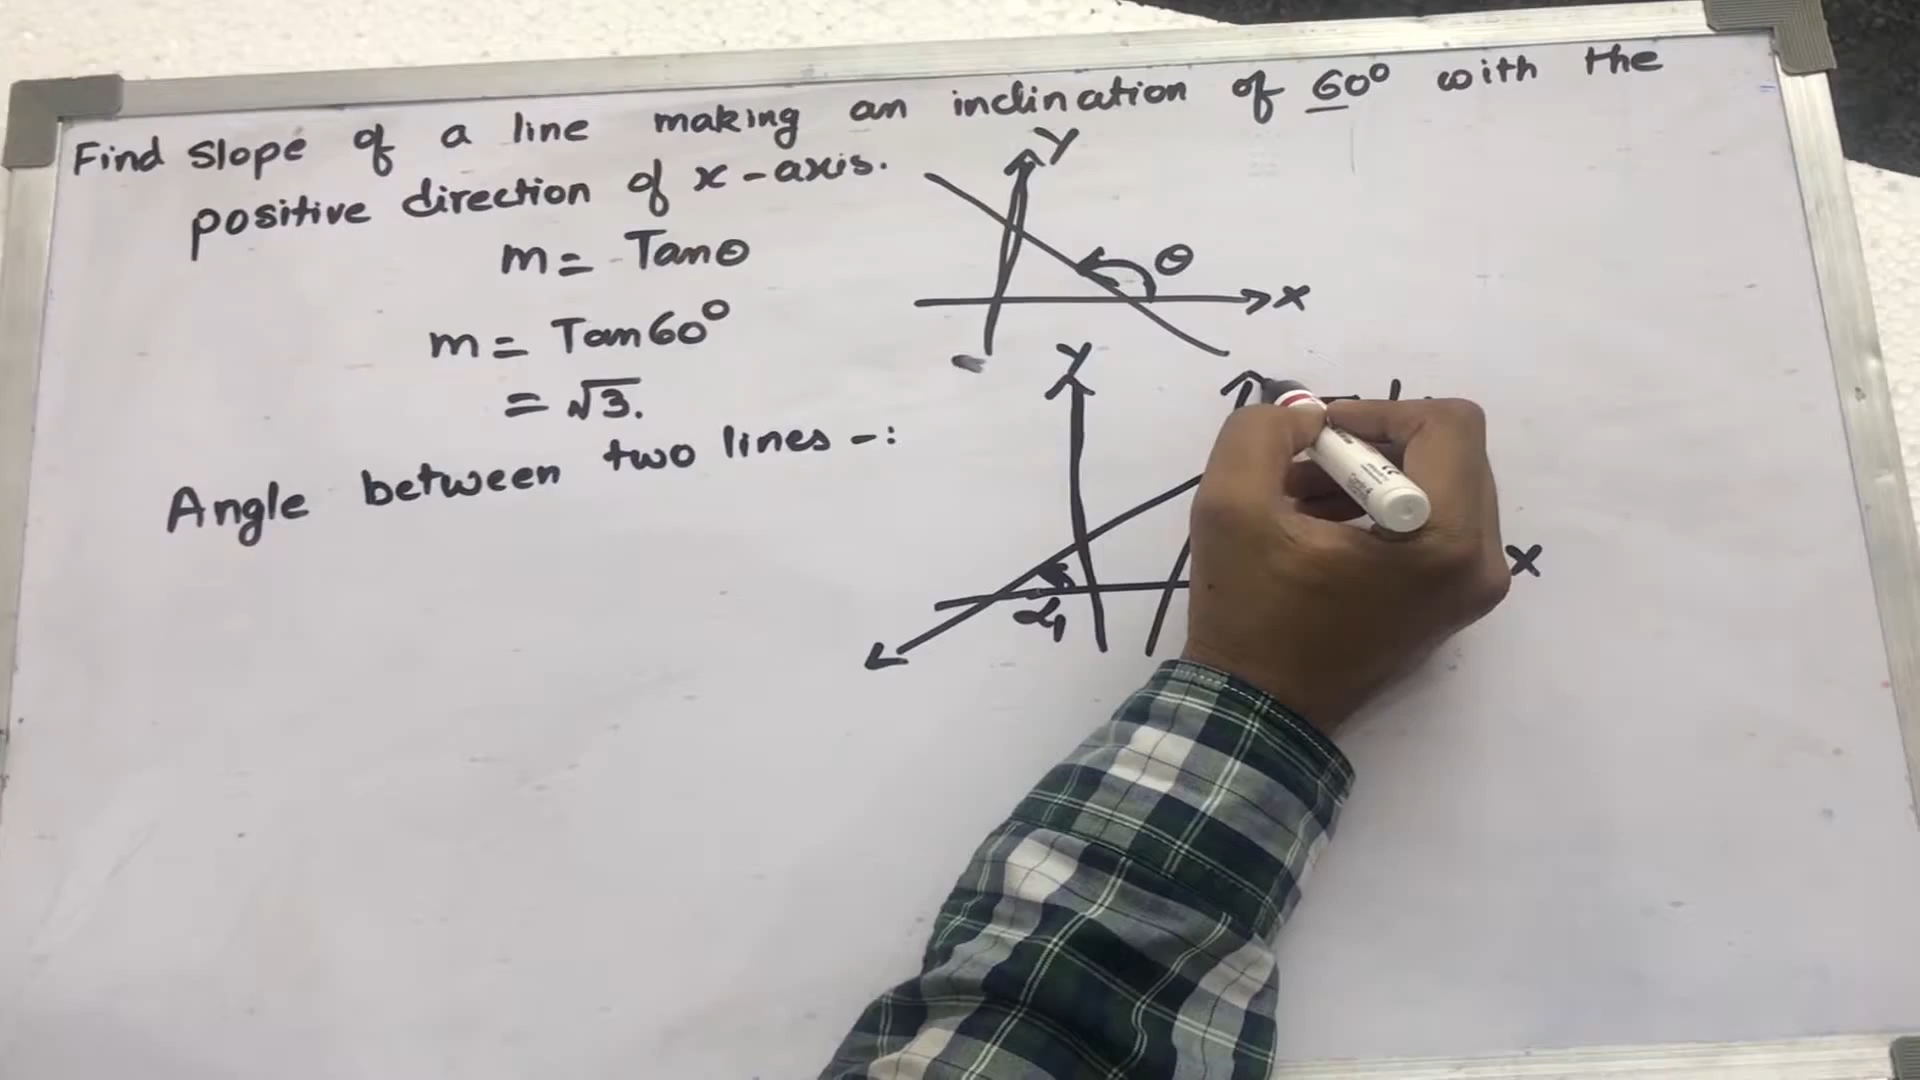 Find slope of a line making an inclination of 60° with the
positive direction of x-axis.
m = Tanθ
m = Tan60°
= √3.
Angle between two lines -:
Y
θ
X
Y
X
α₁